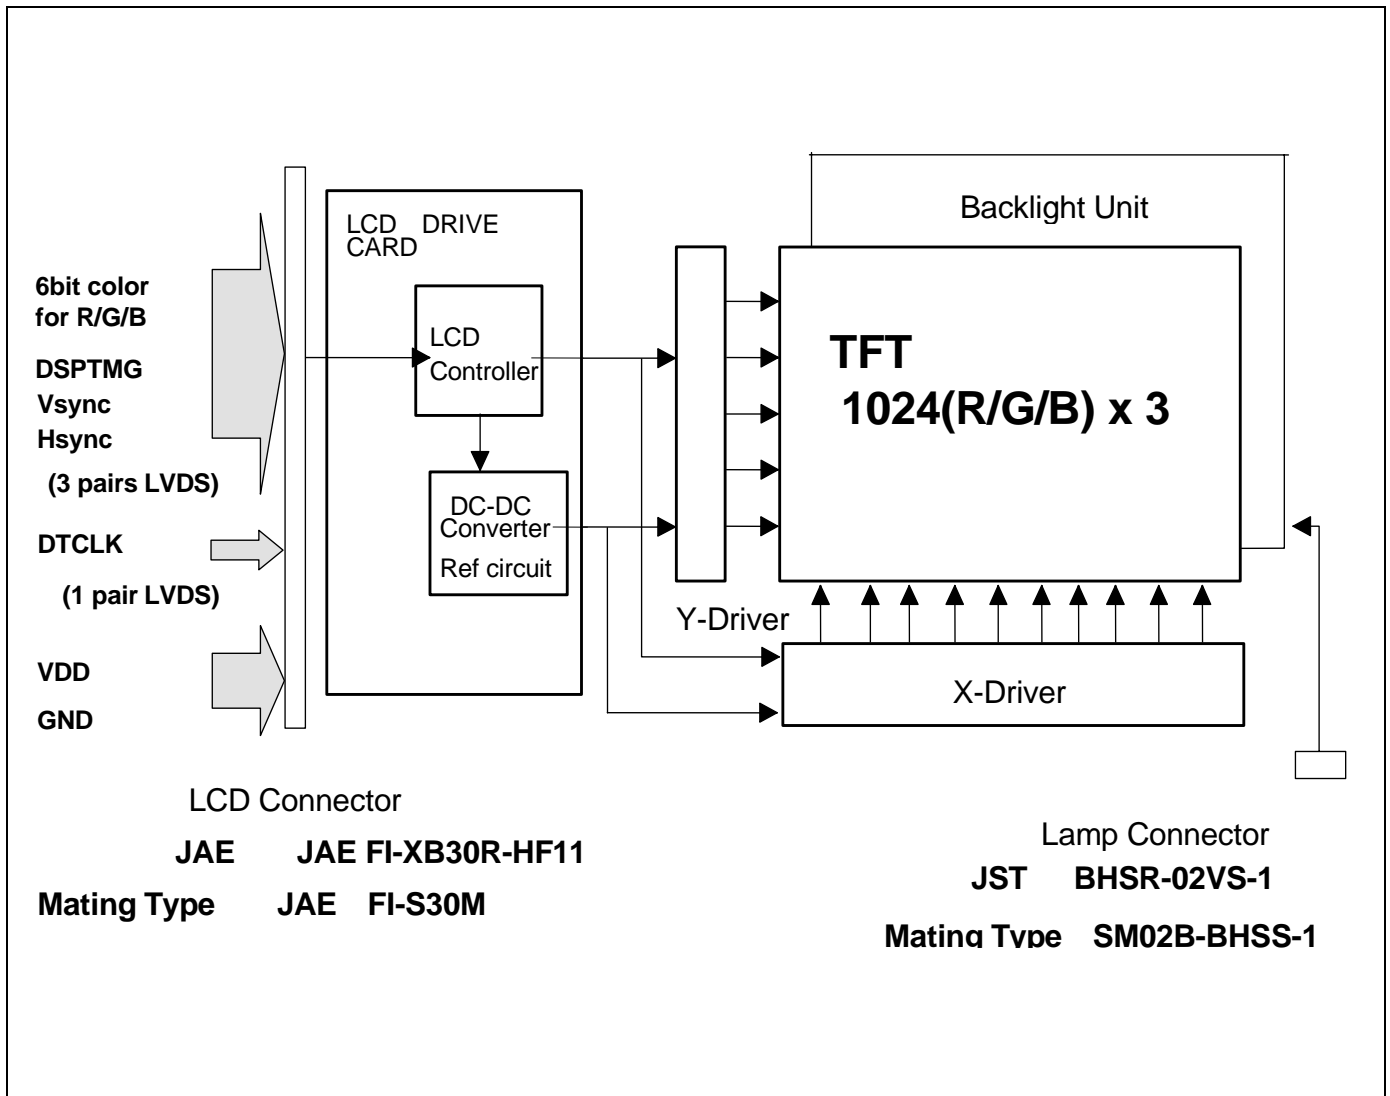 6bit color
for R/G/B
DSPTMG
Vsync
Hsync
(3 pairs LVDS)
DTCLK
(1 pair LVDS)
VDD
GND
LCD DRIVE
CARD
LCD
Controller
DC-DC
Converter
Ref circuit
Y-Driver
Backlight Unit
TFT
1024(R/G/B) x 3
X-Driver
LCD Connector
JAE JAE FI-XB30R-HF11
Mating Type JAE FI-S30M
Lamp Connector
JST BHSR-02VS-1
Mating Type SM02B-BHSS-1